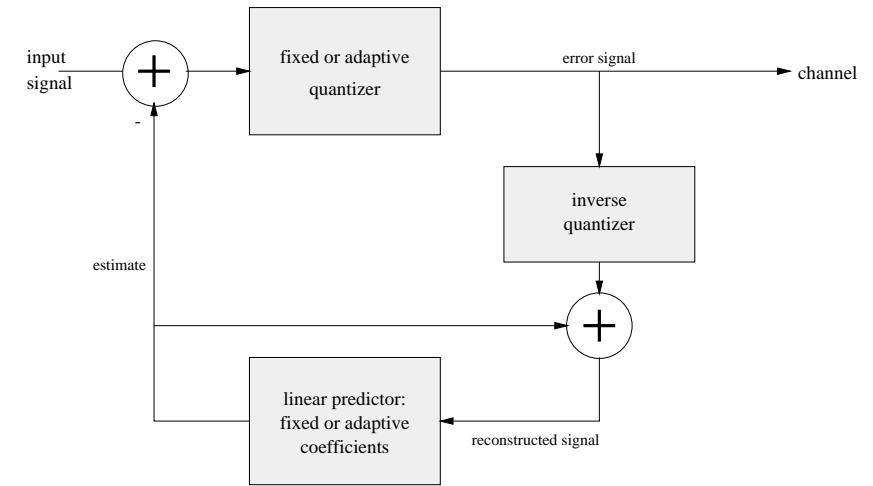 input
signal
+
fixed or adaptive
quantizer
error signal
channel
-
inverse
quantizer
estimate
+
linear predictor:
fixed or adaptive
coefficients
reconstructed signal